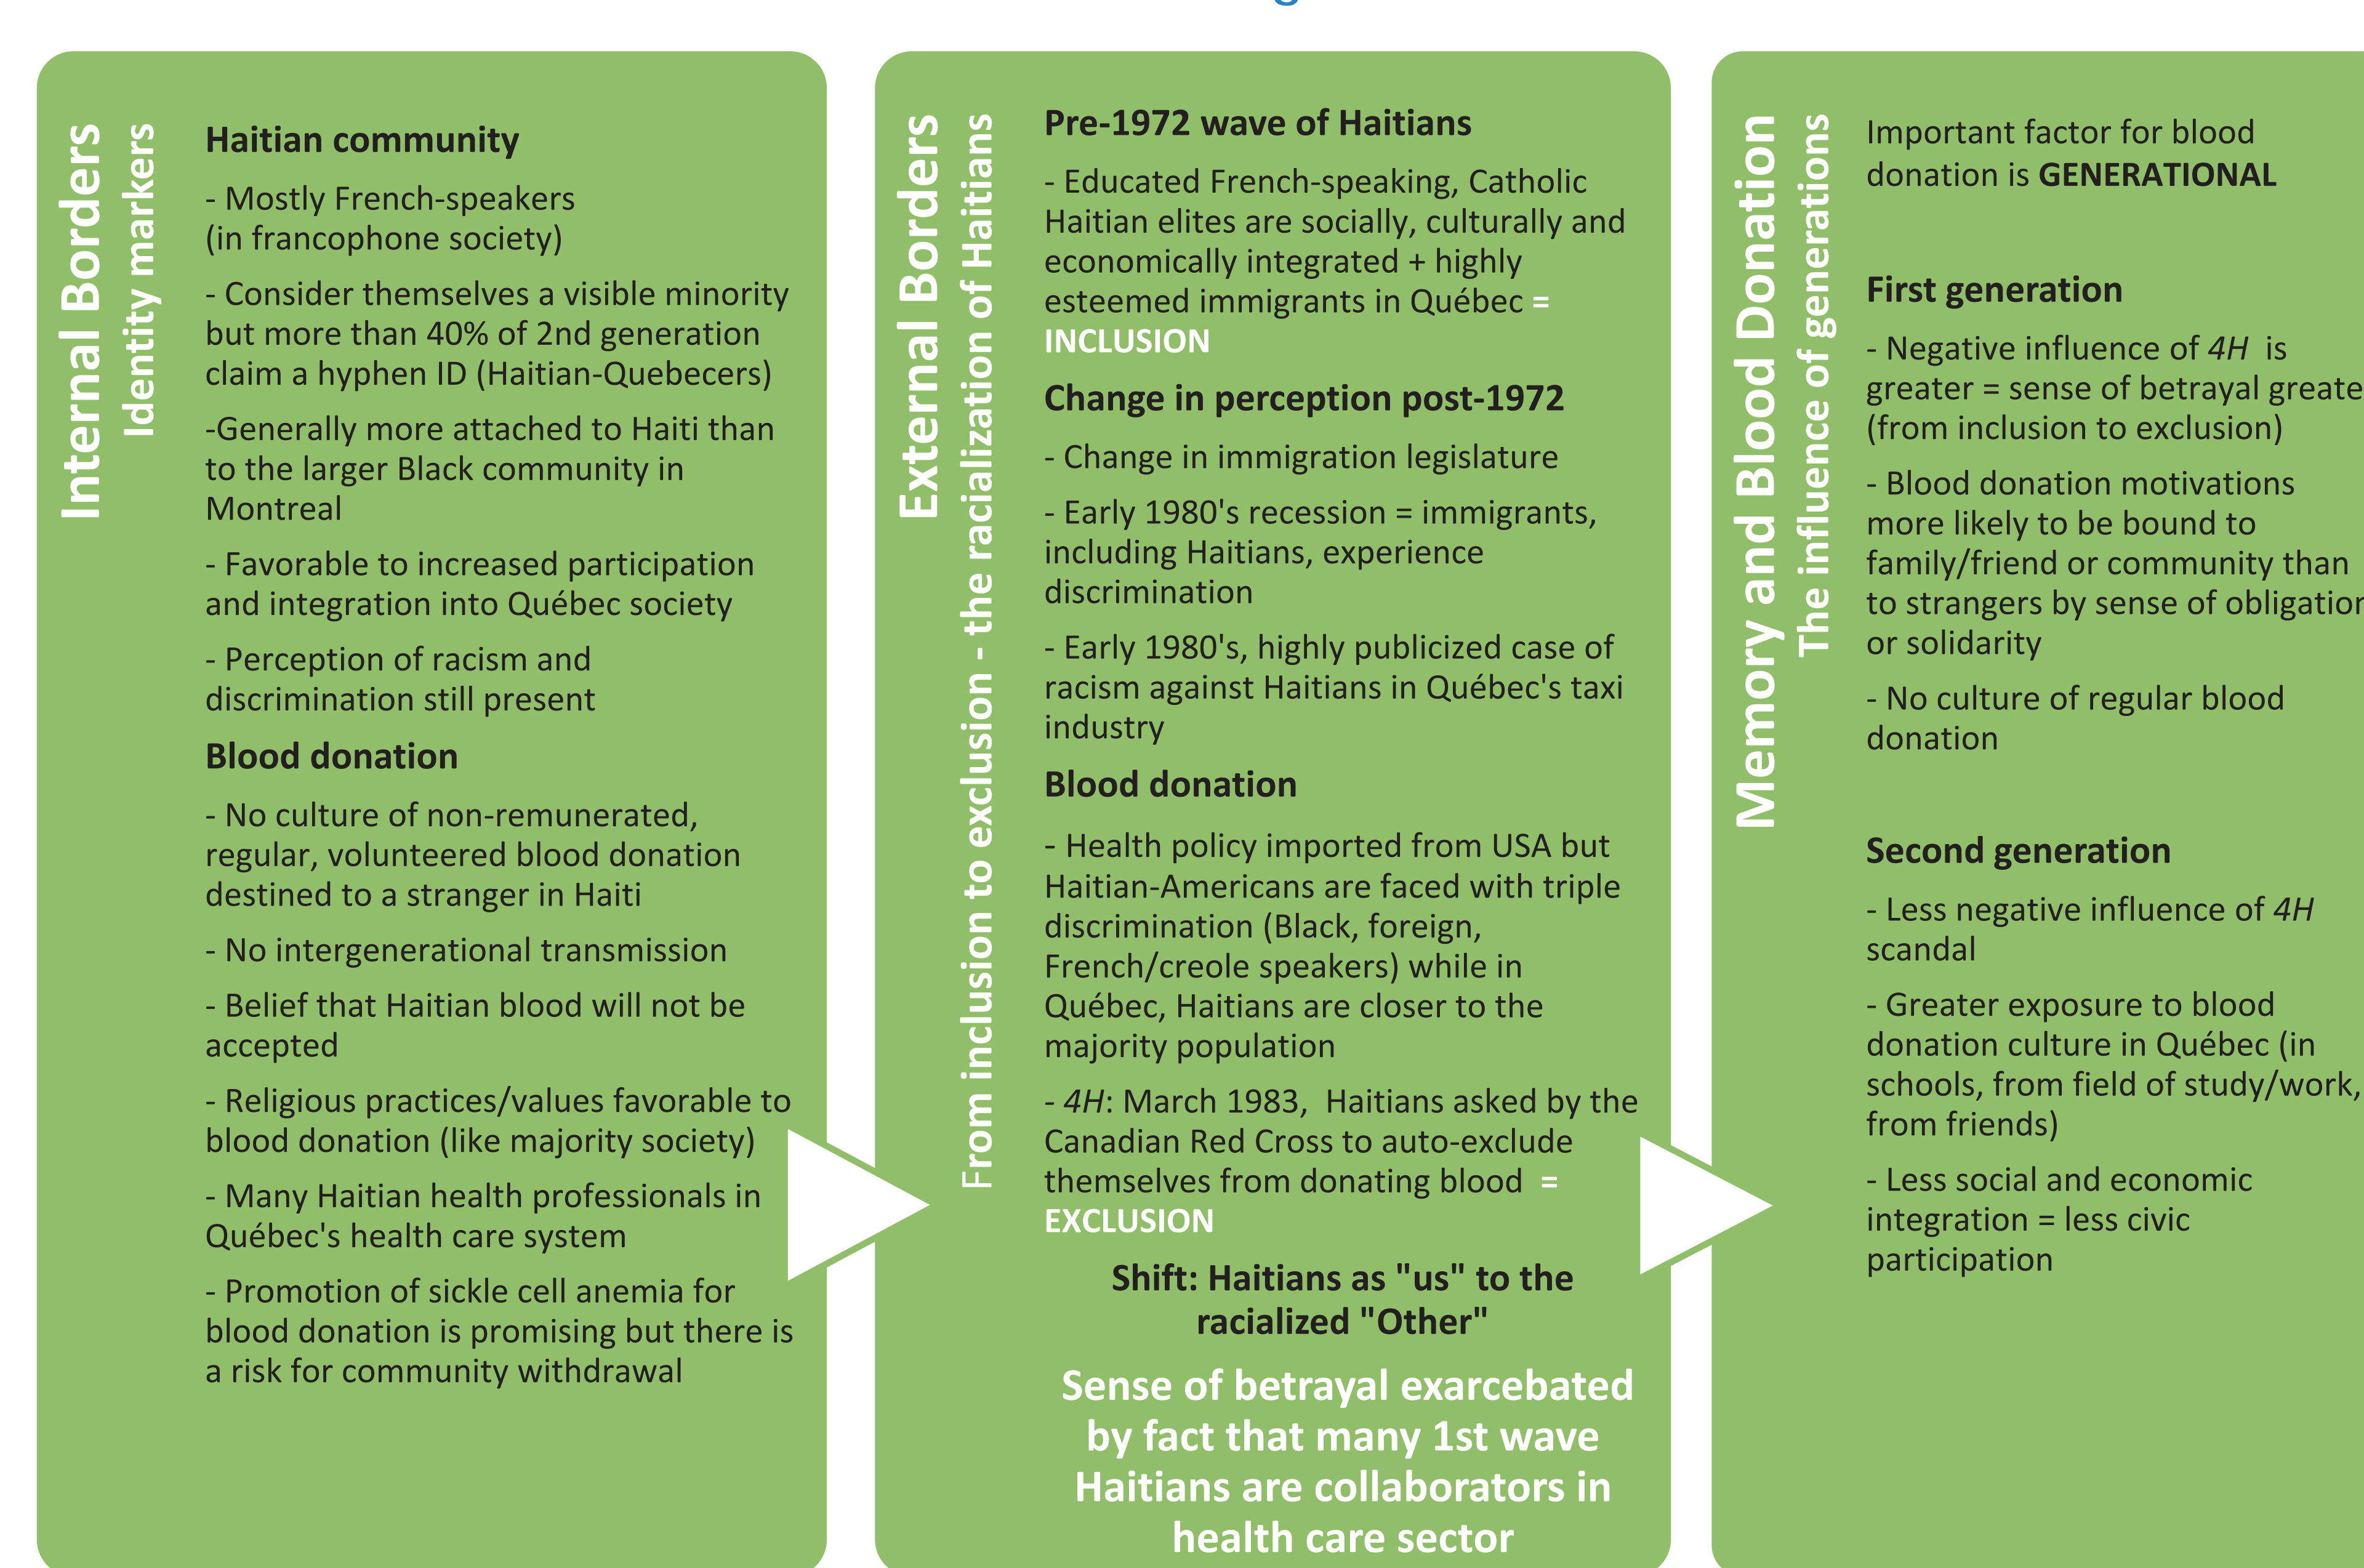 Internal Borders
Identity markers
Haitian community
- Mostly French-speakers
(in francophone society)
- Consider themselves a visible minority
but more than 40% of 2nd generation
claim a hyphen ID (Haitian-Quebecers)
-Generally more attached to Haiti than
to the larger Black community in
Montreal
- Favorable to increased participation
and integration into Québec society
- Perception of racism and
discrimination still present
Blood donation
- No culture of non-remunerated,
regular, volunteered blood donation
destined to a stranger in Haiti
- No intergenerational transmission
- Belief that Haitian blood will not be
accepted
- Religious practices/values favorable to
blood donation (like majority society)
- Many Haitian health professionals in
Québec's health care system
- Promotion of sickle cell anemia for
blood donation is promising but there is
a risk for community withdrawal
External Borders
From inclusion to exclusion - the racialization of Haitians
Pre-1972 wave of Haitians
- Educated French-speaking, Catholic
Haitian elites are socially, culturally and
economically integrated + highly
esteemed immigrants in Québec =
INCLUSION
Change in perception post-1972
- Change in immigration legislature
- Early 1980's recession = immigrants,
including Haitians, experience
discrimination
- Early 1980's, highly publicized case of
racism against Haitians in Québec's taxi
industry
Blood donation
- Health policy imported from USA but
Haitian-Americans are faced with triple
discrimination (Black, foreign,
French/creole speakers) while in
Québec, Haitians are closer to the
majority population
- 4H: March 1983, Haitians asked by the
Canadian Red Cross to auto-exclude
themselves from donating blood =
EXCLUSION
Shift: Haitians as "us" to the
racialized "Other"
Sense of betrayal exarcebated
by fact that many 1st wave
Haitians are collaborators in
health care sector
Memory and Blood Donation
The influence of generations
Important factor for blood
donation is GENERATIONAL
First generation
- Negative influence of 4H is
greater = sense of betrayal greate
(from inclusion to exclusion)
- Blood donation motivations
more likely to be bound to
family/friend or community than
to strangers by sense of obligation
or solidarity
- No culture of regular blood
donation
Second generation
- Less negative influence of 4H
scandal
- Greater exposure to blood
donation culture in Québec (in
schools, from field of study/work,
from friends)
- Less social and economic
integration = less civic
participation